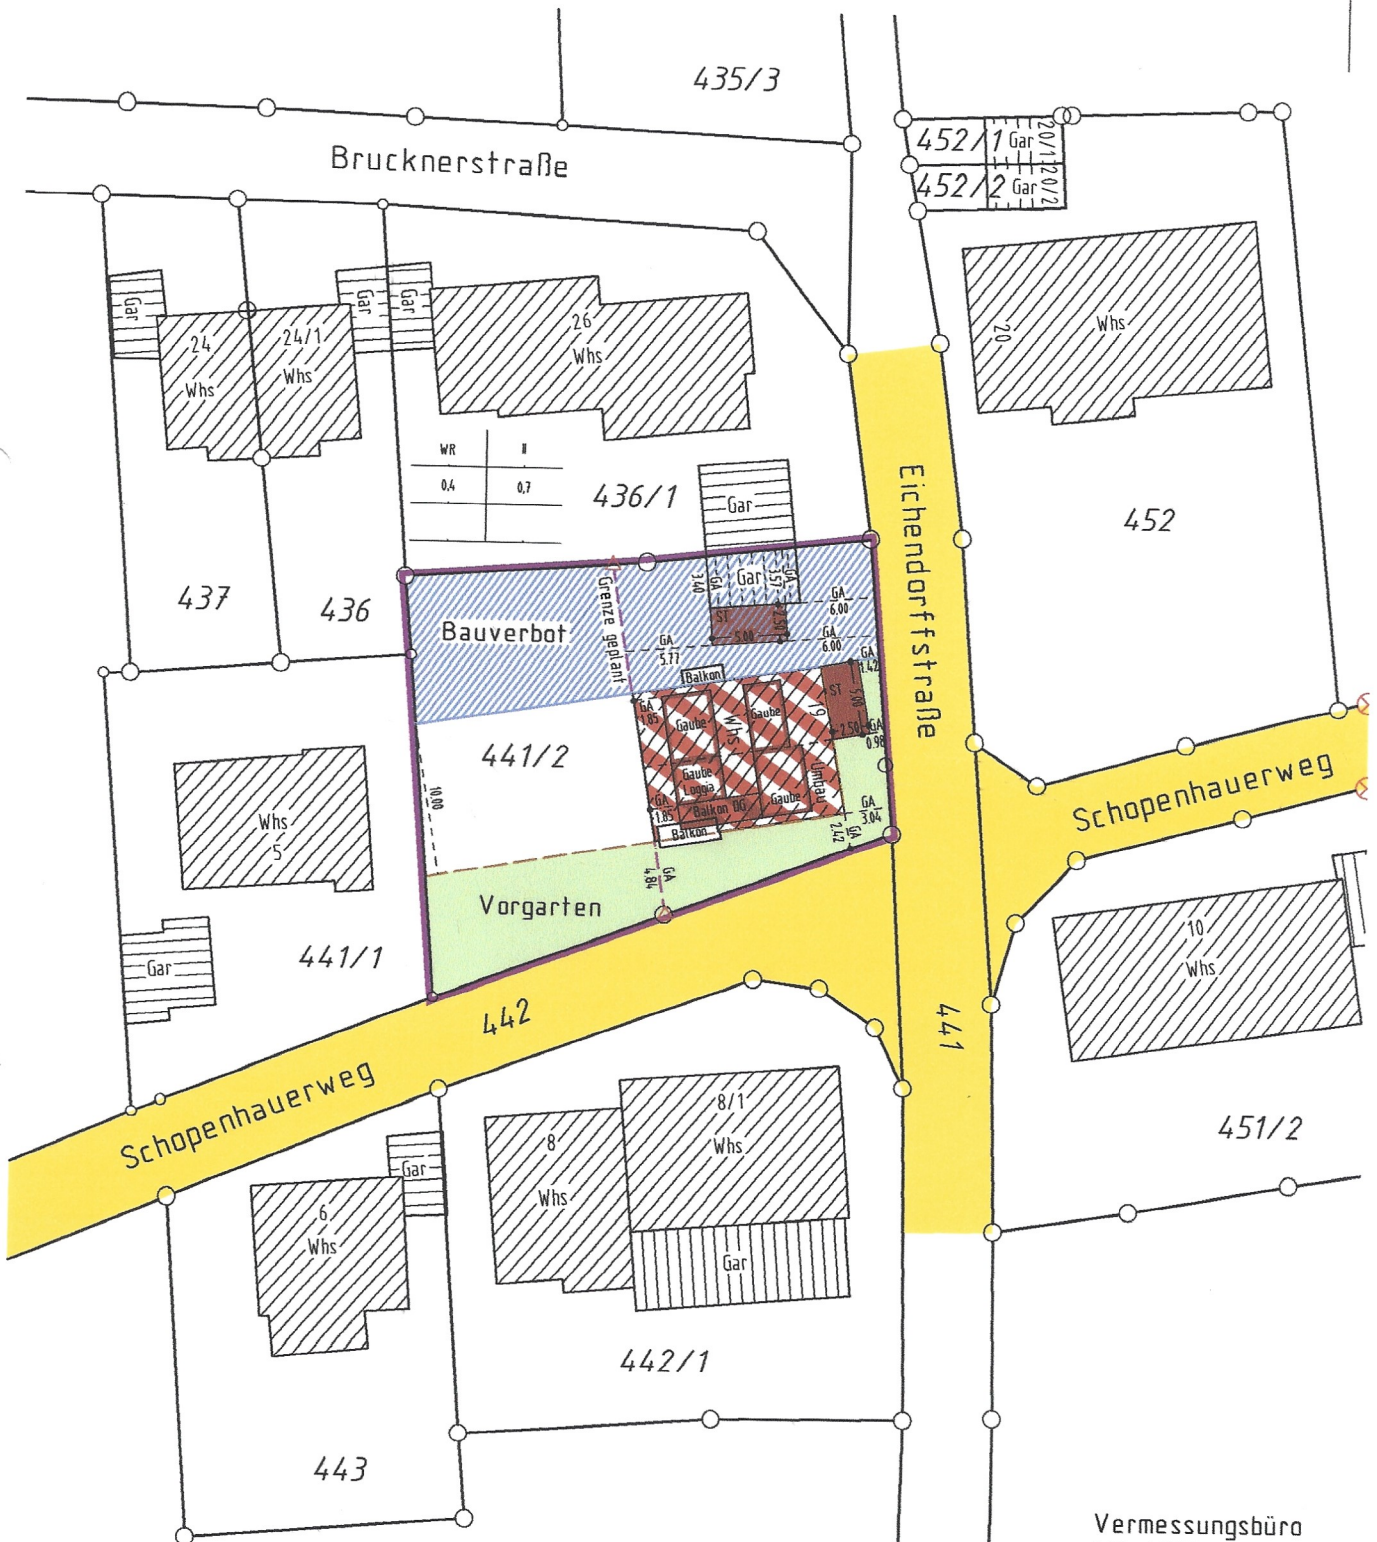 435/3
Brucknerstraße
452/1 Gar 20/1
452/2 Gar 20/2
Gar
24
Whs
24/1
Whs
Gar
Gar
26
Whs
20
Whs
WR II
0,4 0,7
436/1
Gar
Eichendorffstraße
452
437
436
Bauverbot
Grenze geplant
3.40
GA
Gar
3.57
GA
GA
6.00
ST
5.00
2.50
GA
6.00
GA
5.77
GA
1.42
Balkon
GA
1.85
Gaube
Whs
Gaube
19
ST
5.00
2.50
GA
0.98
441/2
10.00
Gaube
Loggia
Gaube
Umbau
Balkon DG
GA
1.85
Balkon
GA
3.04
2.42
GA
GA
4.84
Schopenhauerweg
Whs
5
Vorgarten
441/1
Gar
442
441
10
Whs
Schopenhauerweg
8/1
Whs
8
Whs
Gar
6
Whs
Gar
451/2
442/1
443
Vermessungsbüro